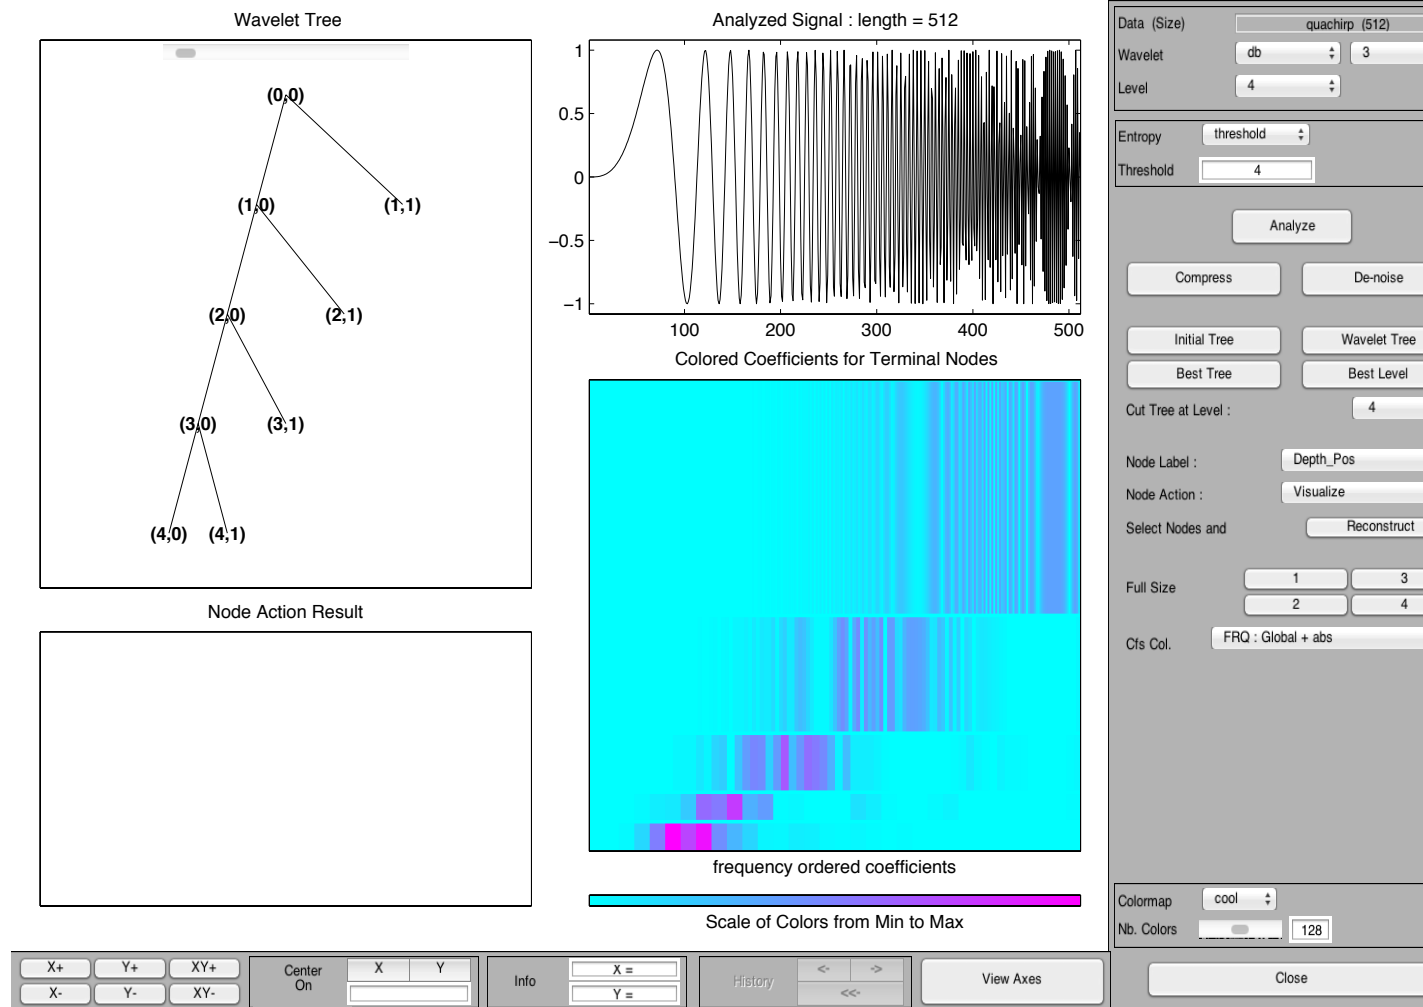 Wavelet Tree
(0,0)
(1,0) (1,1)
(2,0) (2,1)
(3,0) (3,1)
(4,0) (4,1)
Node Action Result
Analyzed Signal : length = 512
1
0.5
0
−0.5
−1
100 200 300 400 500
Colored Coefficients for Terminal Nodes
frequency ordered coefficients
Scale of Colors from Min to Max
Data (Size) quachirp (512)
Wavelet db 3
Level 4
Entropy threshold
Threshold 4
Analyze
Compress De-noise
Initial Tree Wavelet Tree
Best Tree Best Level
Cut Tree at Level : 4
Node Label : Depth_Pos
Node Action : Visualize
Select Nodes and Reconstruct
Full Size 1 3
2 4
Cfs Col. FRQ : Global + abs
Colormap cool
Nb. Colors 128
X+ Y+ XY+
X- Y- XY-
Center On X Y
Info X =
Y =
History <- ->
<<-
View Axes
Close